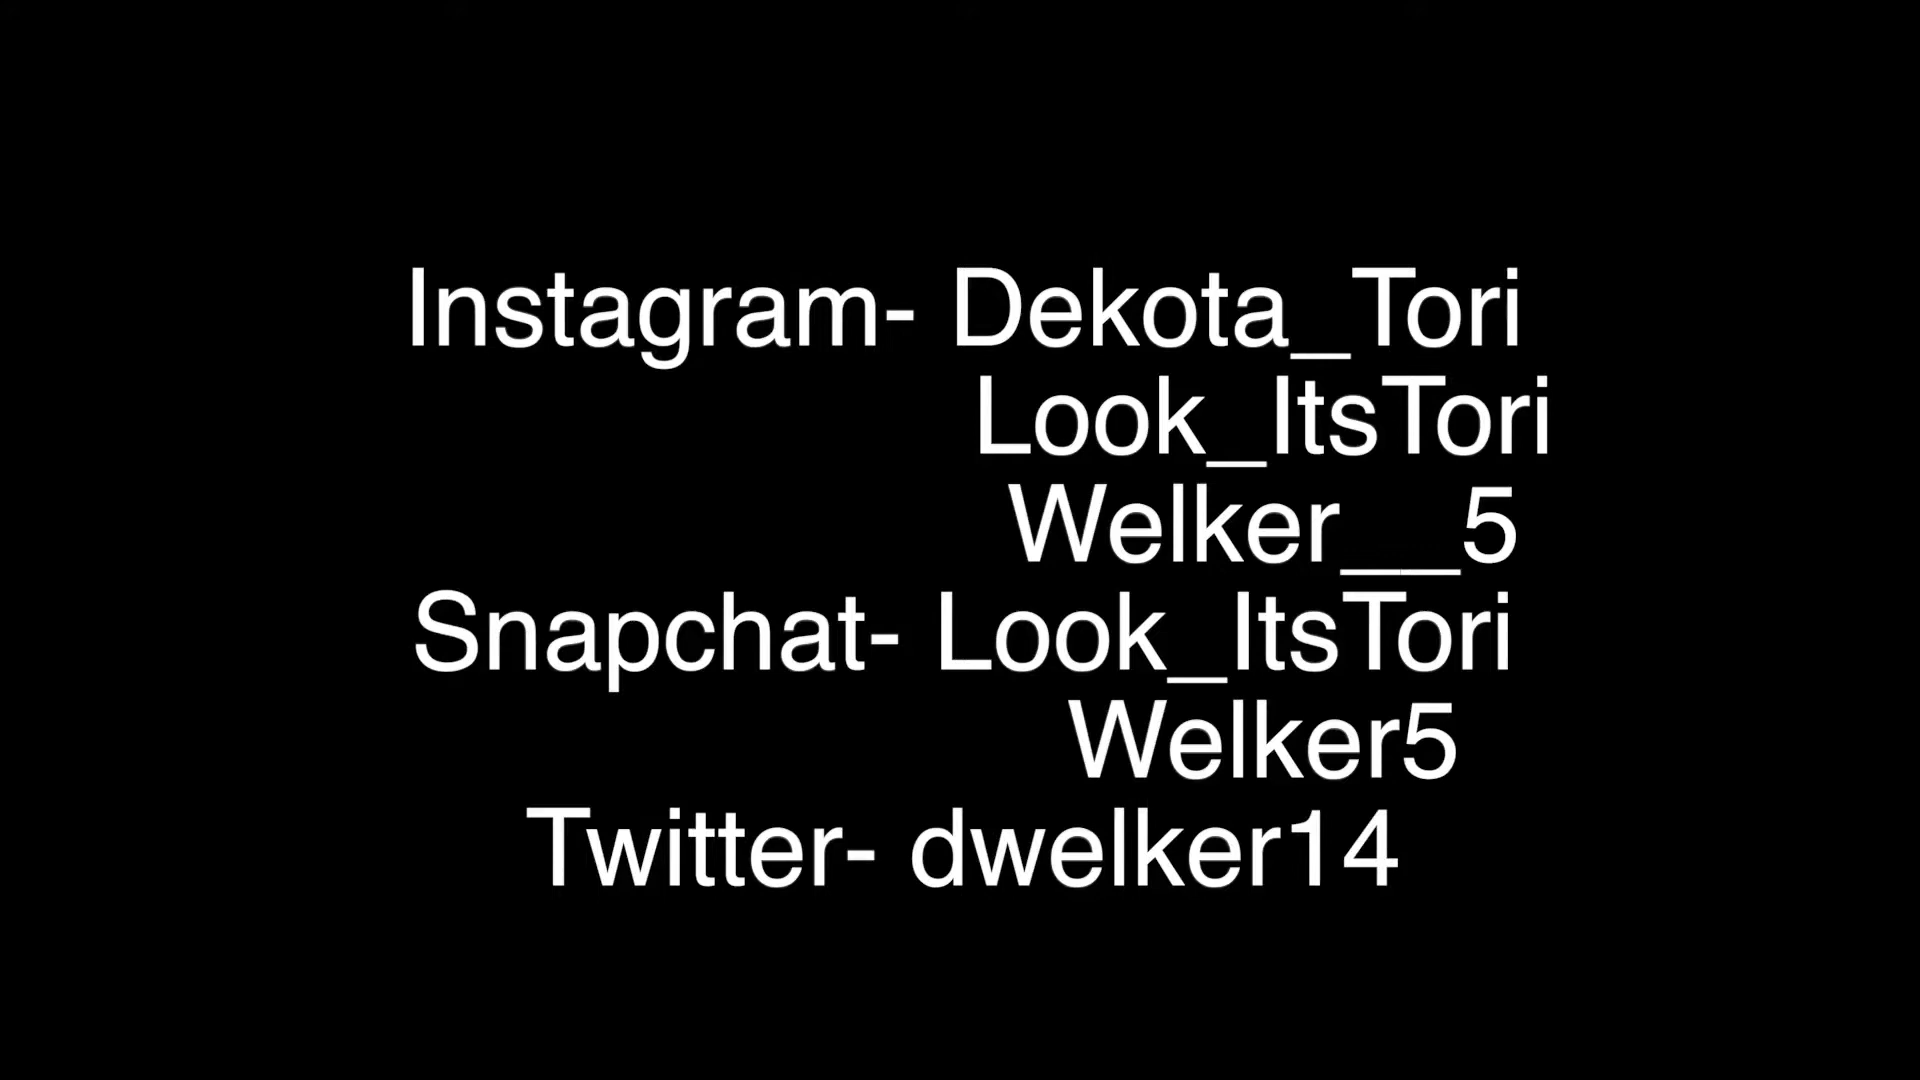 Instagram- Dekota_Tori
Look_ItsTori
Welker__5
Snapchat- Look_ItsTori
Welker5
Twitter- dwelker14